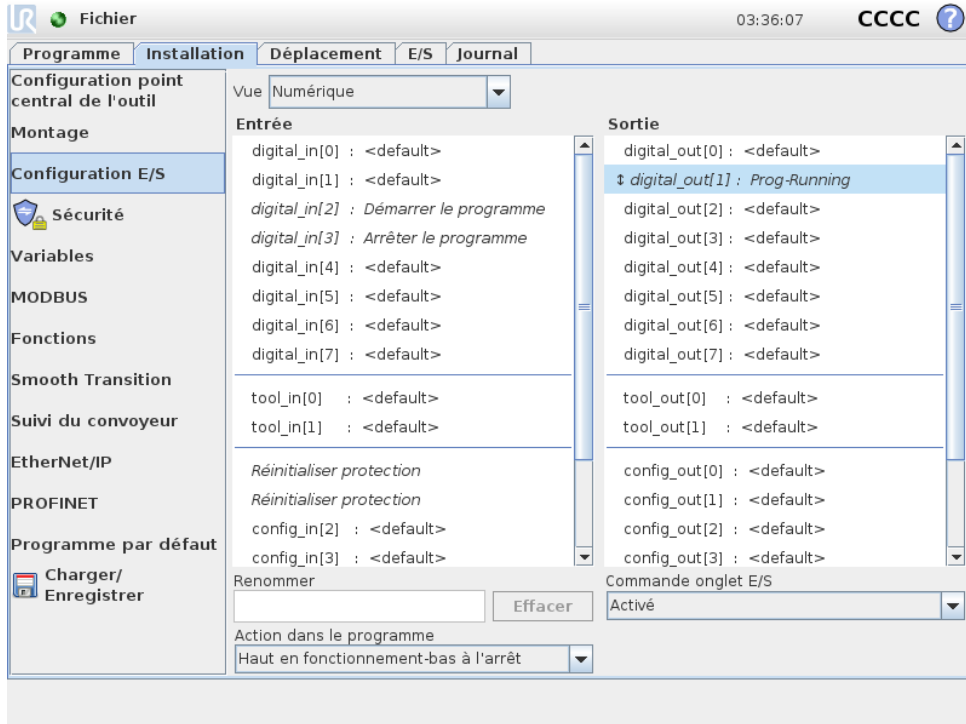 UR Fichier 03:36:07 CCCC ?
Programme Installation Déplacement E/S Journal
Configuration point
central de l'outil
Montage
Configuration E/S
Sécurité
Variables
MODBUS
Fonctions
Smooth Transition
Suivi du convoyeur
EtherNet/IP
PROFINET
Programme par défaut
Charger/
Enregistrer
Vue Numérique
Entrée
digital_in[0] : <default>
digital_in[1] : <default>
digital_in[2] : Démarrer le programme
digital_in[3] : Arrêter le programme
digital_in[4] : <default>
digital_in[5] : <default>
digital_in[6] : <default>
digital_in[7] : <default>
tool_in[0] : <default>
tool_in[1] : <default>
Réinitialiser protection
Réinitialiser protection
config_in[2] : <default>
config_in[3] : <default>
Renommer
Effacer
Action dans le programme
Haut en fonctionnement-bas à l'arrêt
Sortie
digital_out[0] : <default>
↕ digital_out[1] : Prog-Running
digital_out[2] : <default>
digital_out[3] : <default>
digital_out[4] : <default>
digital_out[5] : <default>
digital_out[6] : <default>
digital_out[7] : <default>
tool_out[0] : <default>
tool_out[1] : <default>
config_out[0] : <default>
config_out[1] : <default>
config_out[2] : <default>
config_out[3] : <default>
Commande onglet E/S
Activé